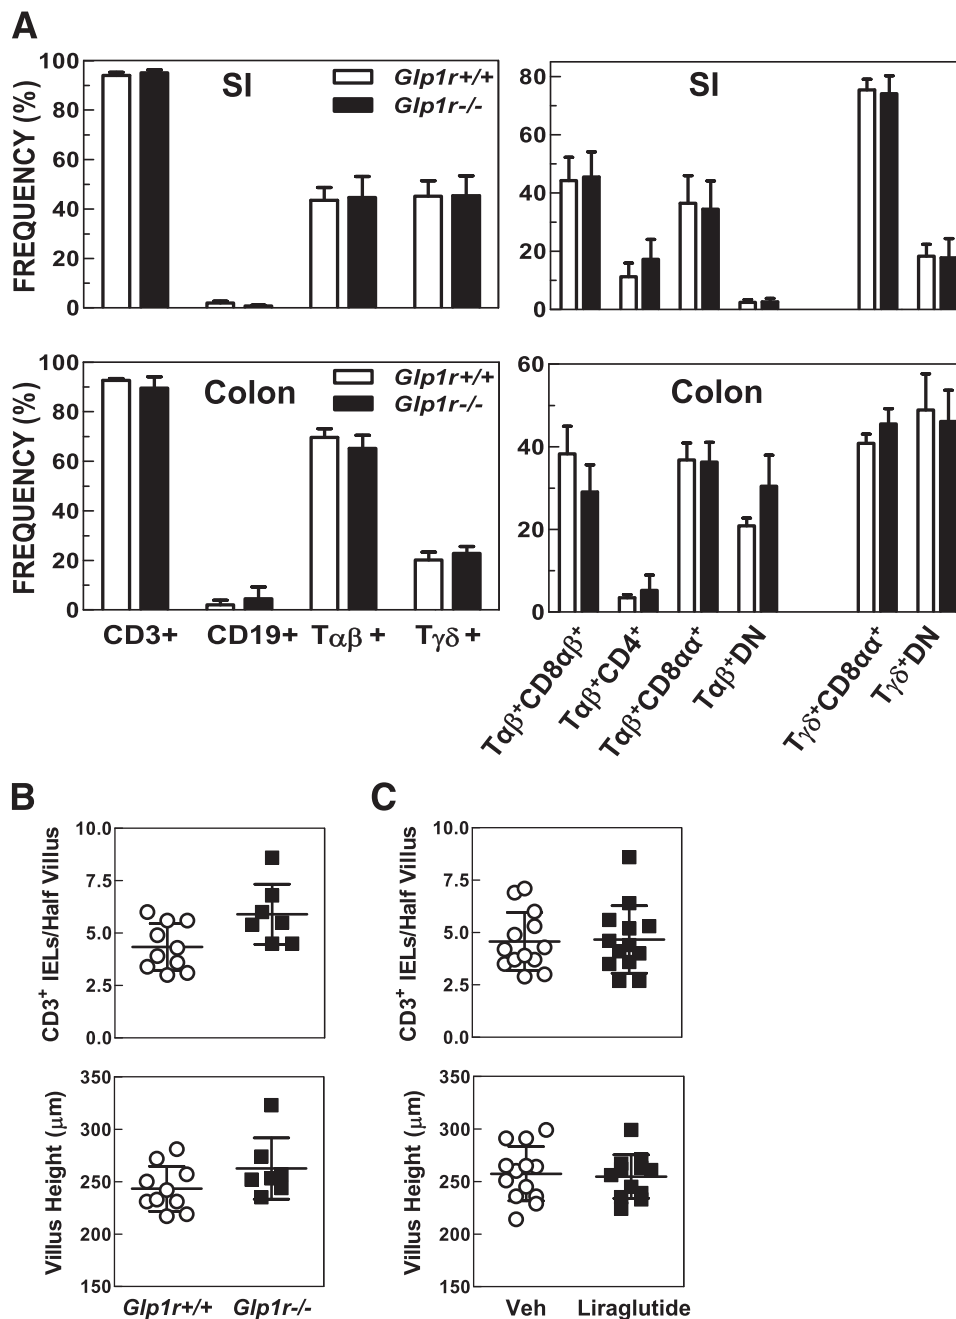 A
FREQUENCY (%)
100
80
60
40
20
0
SI
Glp1r+/+
Glp1r-/-
80
60
40
20
0
SI
FREQUENCY (%)
100
80
60
40
20
0
Colon
Glp1r+/+
Glp1r-/-
CD3+ CD19+ Tαβ + Tγδ +
60
40
20
0
Colon
Tαβ⁺CD8αβ⁺
Tαβ⁺CD4⁺
Tαβ⁺CD8αα⁺
Tαβ⁺DN
Tγδ⁺CD8αα⁺
Tγδ⁺DN
B
CD3⁺ IELs/Half Villus
10.0
7.5
5.0
2.5
0.0
Villus Height (μm)
350
300
250
200
150
Glp1r+/+ Glp1r-/-
C
CD3⁺ IELs/Half Villus
10.0
7.5
5.0
2.5
0.0
Villus Height (μm)
350
300
250
200
150
Veh Liraglutide